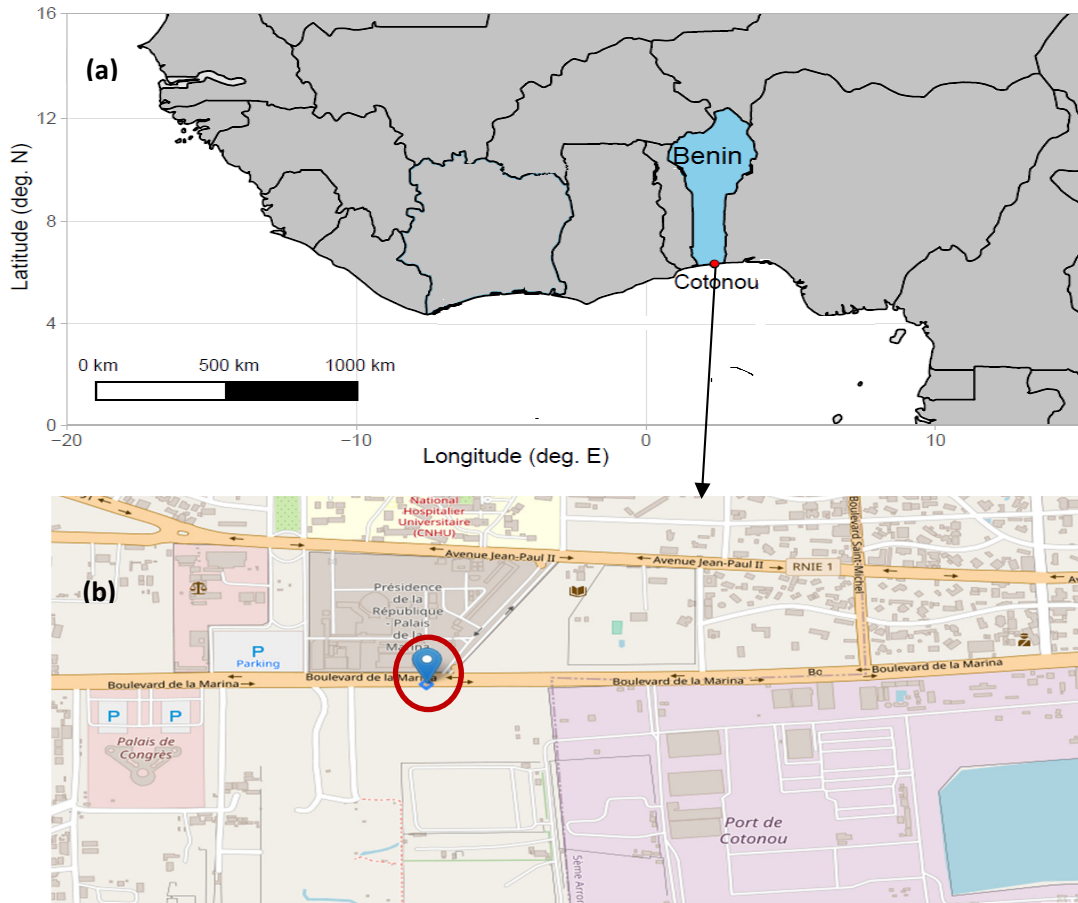 16
(a)
12
Benin
8
Latitude (deg. N)
Cotonou
4
0 km 500 km 1000 km
0
−20 −10 0 10
Longitude (deg. E)
National
Hospitalier
Universitaire
(CNHU)
Avenue Jean-Paul II
Avenue Jean-Paul II
RNIE 1
Boulevard Saint-Michel
(b)
Présidence
de la
République
- Palais
de la
Marina
P
Parking
Boulevard de la Marina
Boulevard de la Marina
Boulevard de la Marina
Bo
Boulevard de la Marina
P P
Palais de
Congrès
Port de
Cotonou
5ème Arron